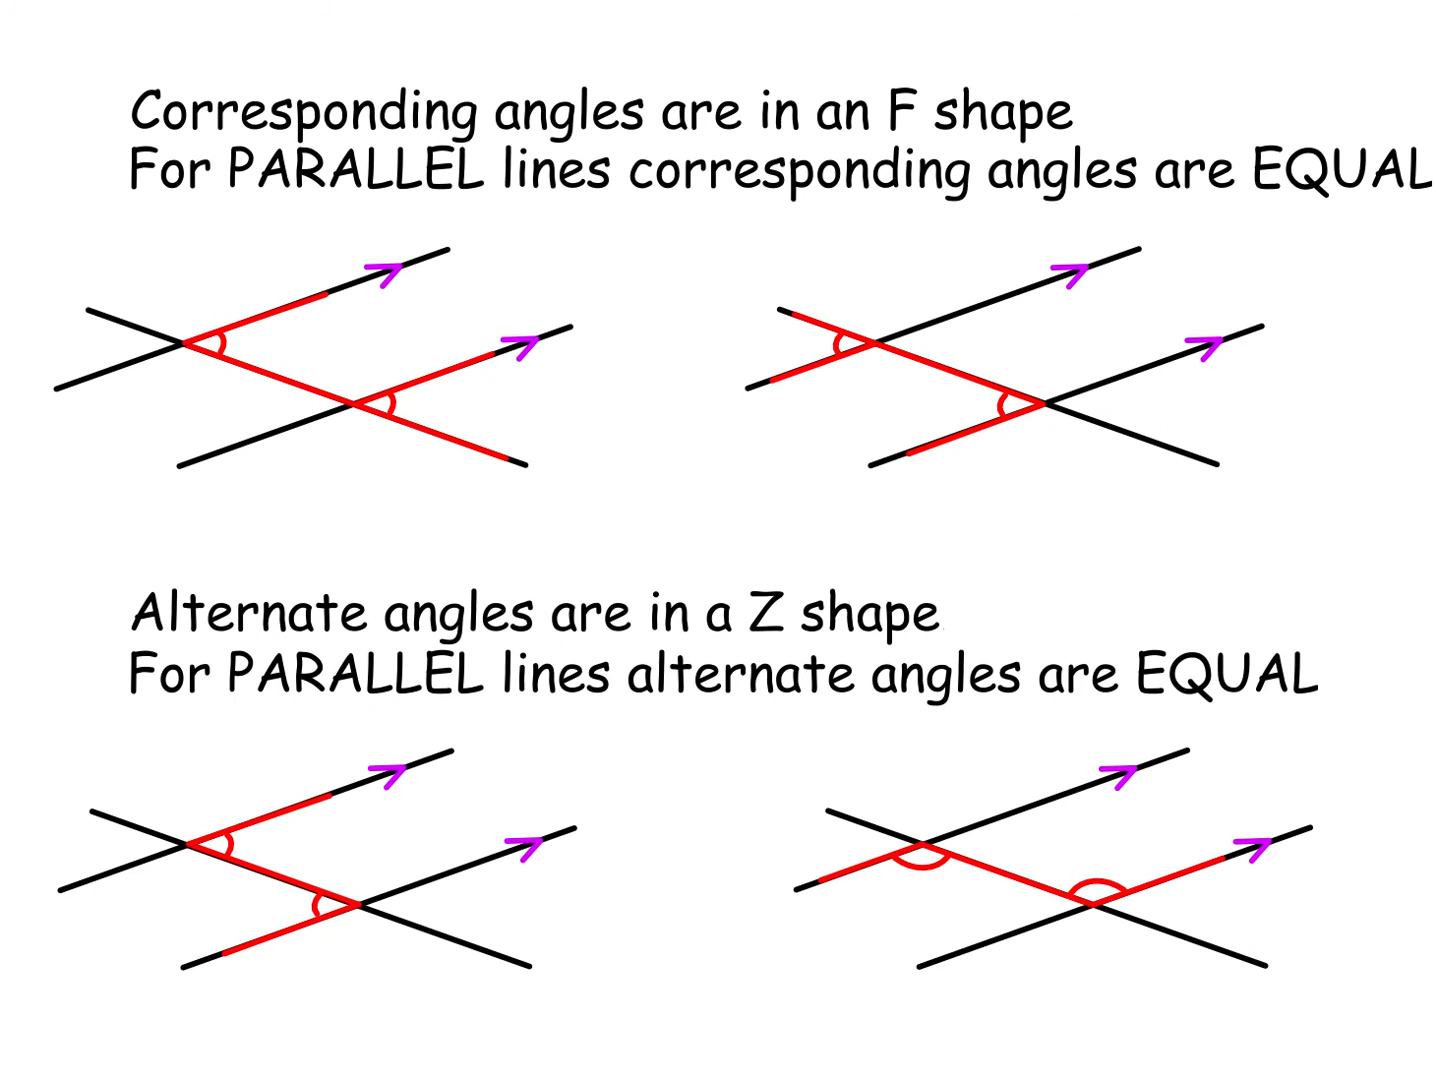 Corresponding angles are in an F shape
For PARALLEL lines corresponding angles are EQUAL
Alternate angles are in a Z shape
For PARALLEL lines alternate angles are EQUAL